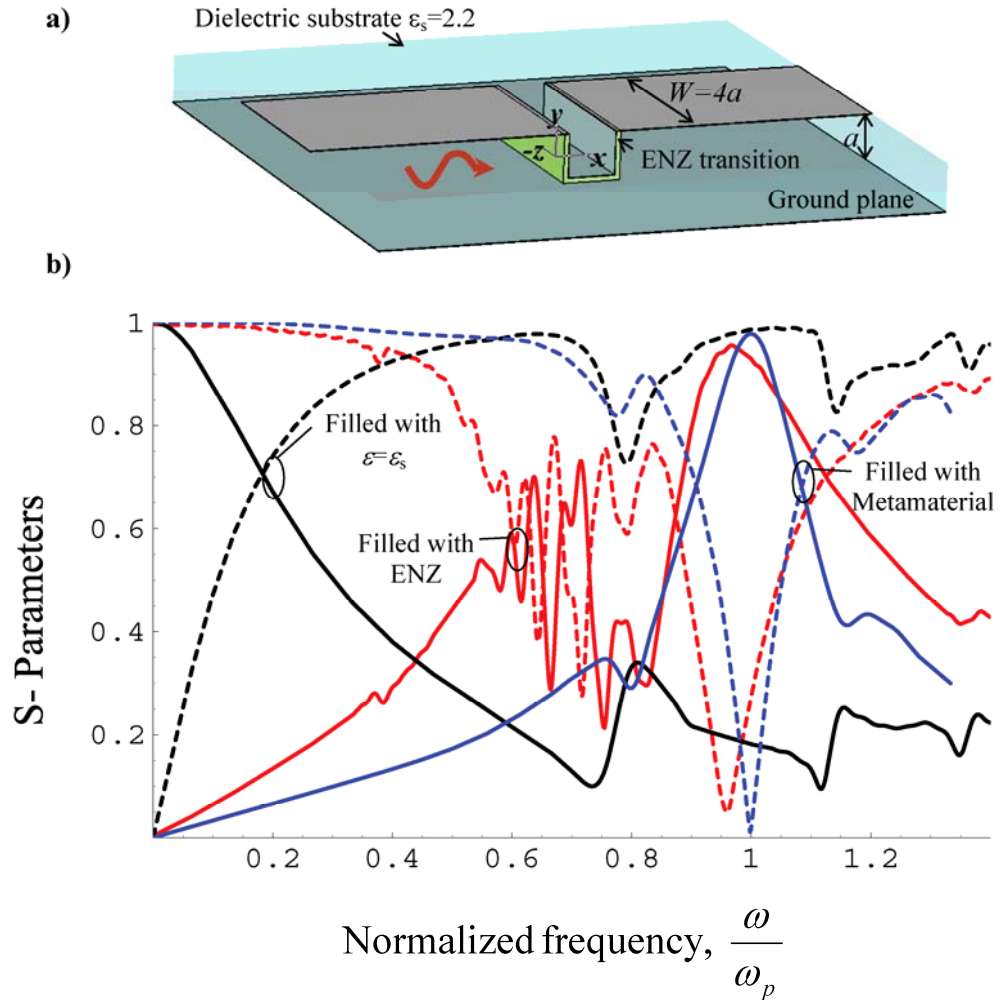 a)
Dielectric substrate εs=2.2
W=4a
y
a
-z
x
ENZ transition
Ground plane
b)
1
0.8
0.6
0.4
0.2
Filled with
ε=εs
Filled with
ENZ
Filled with
Metamaterial
S- Parameters
0.2 0.4 0.6 0.8 1 1.2
Normalized frequency, ω/ωp